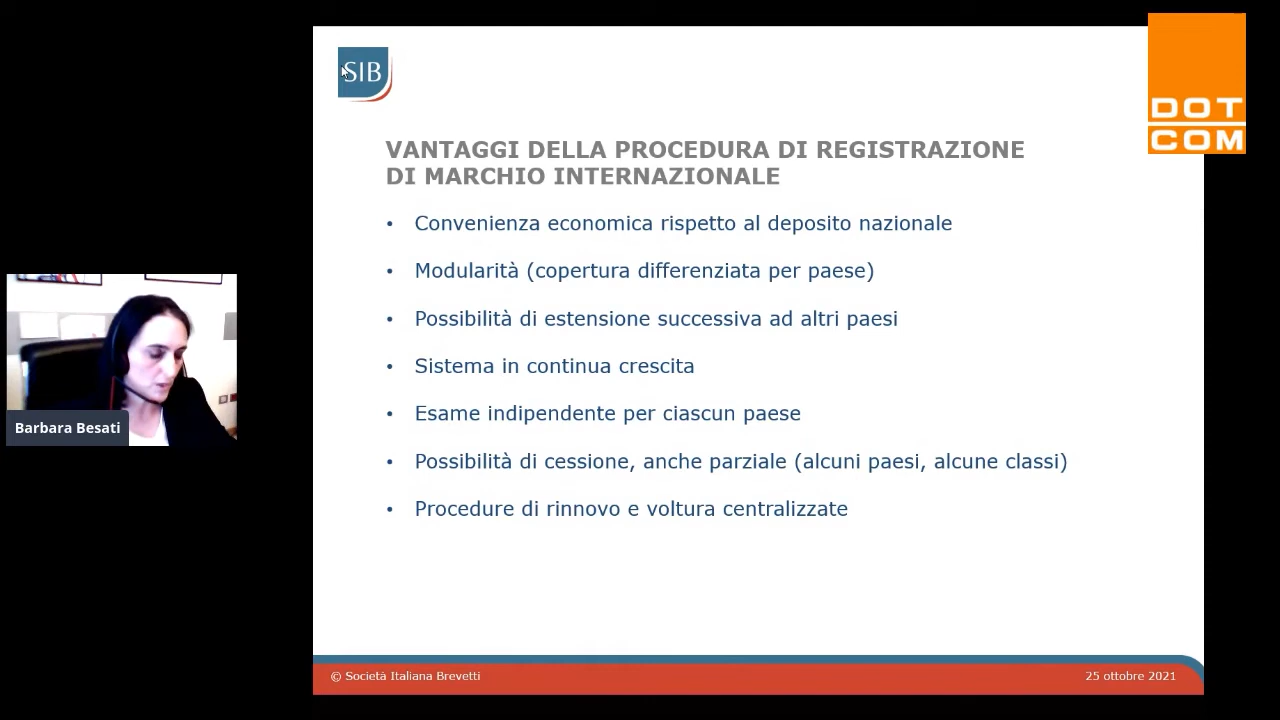 SIB
DOT
COM
VANTAGGI DELLA PROCEDURA DI REGISTRAZIONE
DI MARCHIO INTERNAZIONALE
• Convenienza economica rispetto al deposito nazionale
• Modularità (copertura differenziata per paese)
• Possibilità di estensione successiva ad altri paesi
• Sistema in continua crescita
• Esame indipendente per ciascun paese
• Possibilità di cessione, anche parziale (alcuni paesi, alcune classi)
• Procedure di rinnovo e voltura centralizzate
Barbara Besati
© Società Italiana Brevetti
25 ottobre 2021